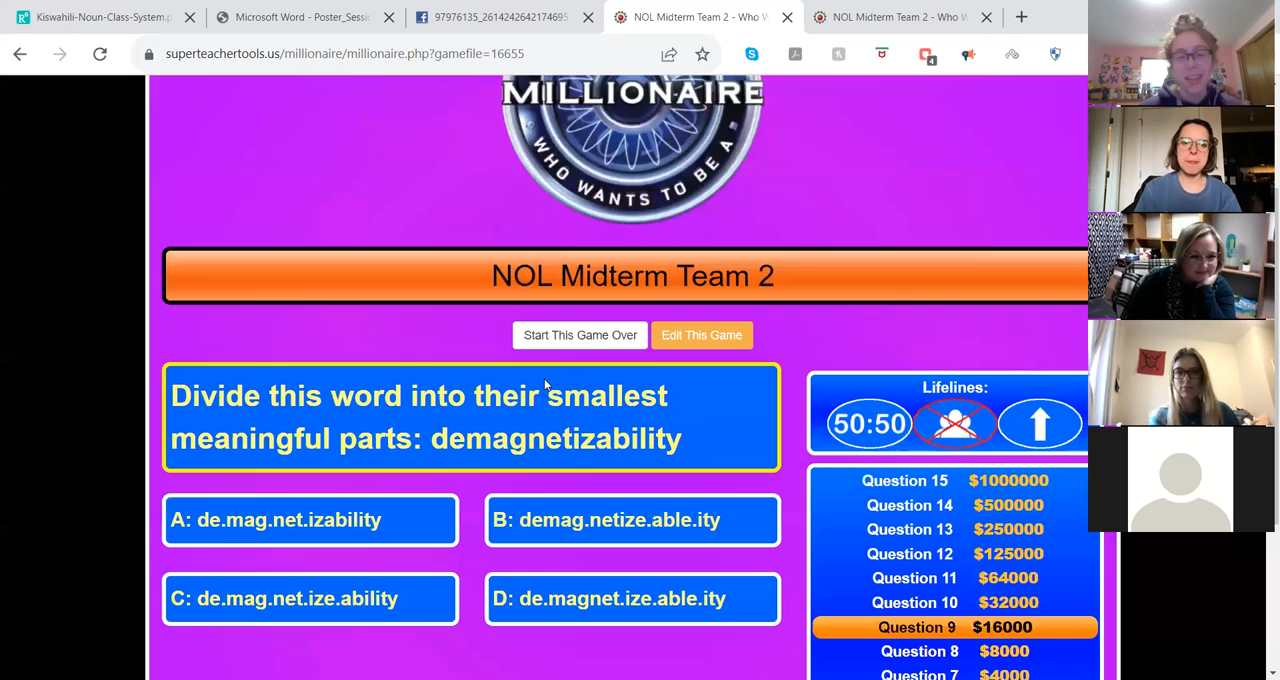 Kiswahili-Noun-Class-System.p
Microsoft Word - Poster_Sessi
97976135_2614242642174695
NOL Midterm Team 2 - Who W
NOL Midterm Team 2 - Who W
superteachertools.us/millionaire/millionaire.php?gamefile=16655
4
MILLIONAIRE
WHO WANTS TO BE A
NOL Midterm Team 2
Start This Game Over
Edit This Game
Divide this word into their smallest
meaningful parts: demagnetizability
A: de.mag.net.izability
B: demag.netize.able.ity
C: de.mag.net.ize.ability
D: de.magnet.ize.able.ity
Lifelines:
50:50
Question 15 $1000000
Question 14 $500000
Question 13 $250000
Question 12 $125000
Question 11 $64000
Question 10 $32000
Question 9 $16000
Question 8 $8000
Question 7 $4000